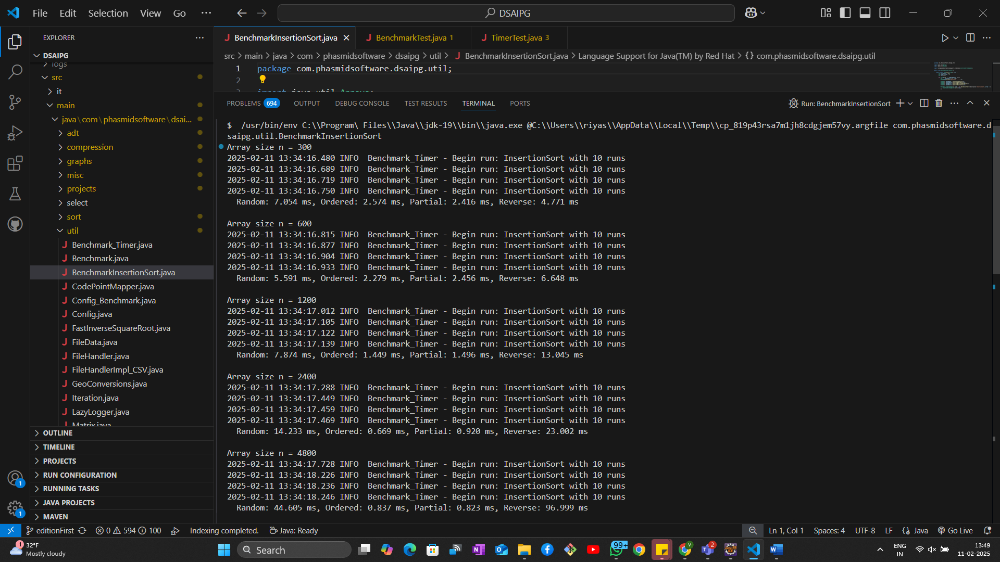 File Edit Selection View Go ···
DSAIPG
EXPLORER ···
DSAIPG
logs
src
it
main
java\com\phasmidsoftware\dsai...
adt
compression
graphs
misc
projects
select
sort
util
Benchmark_Timer.java
Benchmark.java
BenchmarkInsertionSort.java
CodePointMapper.java
Config_Benchmark.java
Config.java
FastInverseSquareRoot.java
FileData.java
FileHandler.java
FileHandlerImpl_CSV.java
GeoConversions.java
Iteration.java
LazyLogger.java
Matrix.java
OUTLINE
TIMELINE
PROJECTS
RUN CONFIGURATION
RUNNING TASKS
JAVA PROJECTS
MAVEN
1
1
BenchmarkInsertionSort.java
BenchmarkTest.java 1
TimerTest.java 3
src > main > java > com > phasmidsoftware > dsaipg > util > BenchmarkInsertionSort.java > Language Support for Java(TM) by Red Hat > {} com.phasmidsoftware.dsaipg.util
1 package com.phasmidsoftware.dsaipg.util;
2
3 import java.util.Arrays;
PROBLEMS 694 OUTPUT DEBUG CONSOLE TEST RESULTS TERMINAL PORTS
Run: BenchmarkInsertionSort
$ /usr/bin/env C:\\Program\ Files\\Java\\jdk-19\\bin\\java.exe @C:\\Users\\riyas\\AppData\\Local\\Temp\\cp_819p43rsa7m1jh8cdgjem57vy.argfile com.phasmidsoftware.d
saipg.util.BenchmarkInsertionSort
Array size n = 300
2025-02-11 13:34:16.480 INFO  Benchmark_Timer - Begin run: InsertionSort with 10 runs
2025-02-11 13:34:16.689 INFO  Benchmark_Timer - Begin run: InsertionSort with 10 runs
2025-02-11 13:34:16.719 INFO  Benchmark_Timer - Begin run: InsertionSort with 10 runs
2025-02-11 13:34:16.750 INFO  Benchmark_Timer - Begin run: InsertionSort with 10 runs
Random: 7.054 ms, Ordered: 2.574 ms, Partial: 2.416 ms, Reverse: 4.771 ms
Array size n = 600
2025-02-11 13:34:16.815 INFO  Benchmark_Timer - Begin run: InsertionSort with 10 runs
2025-02-11 13:34:16.877 INFO  Benchmark_Timer - Begin run: InsertionSort with 10 runs
2025-02-11 13:34:16.904 INFO  Benchmark_Timer - Begin run: InsertionSort with 10 runs
2025-02-11 13:34:16.933 INFO  Benchmark_Timer - Begin run: InsertionSort with 10 runs
Random: 5.591 ms, Ordered: 2.279 ms, Partial: 2.456 ms, Reverse: 6.648 ms
Array size n = 1200
2025-02-11 13:34:17.012 INFO  Benchmark_Timer - Begin run: InsertionSort with 10 runs
2025-02-11 13:34:17.105 INFO  Benchmark_Timer - Begin run: InsertionSort with 10 runs
2025-02-11 13:34:17.122 INFO  Benchmark_Timer - Begin run: InsertionSort with 10 runs
2025-02-11 13:34:17.139 INFO  Benchmark_Timer - Begin run: InsertionSort with 10 runs
Random: 7.874 ms, Ordered: 1.449 ms, Partial: 1.496 ms, Reverse: 13.045 ms
Array size n = 2400
2025-02-11 13:34:17.288 INFO  Benchmark_Timer - Begin run: InsertionSort with 10 runs
2025-02-11 13:34:17.449 INFO  Benchmark_Timer - Begin run: InsertionSort with 10 runs
2025-02-11 13:34:17.459 INFO  Benchmark_Timer - Begin run: InsertionSort with 10 runs
2025-02-11 13:34:17.469 INFO  Benchmark_Timer - Begin run: InsertionSort with 10 runs
Random: 14.233 ms, Ordered: 0.669 ms, Partial: 0.920 ms, Reverse: 23.002 ms
Array size n = 4800
2025-02-11 13:34:17.728 INFO  Benchmark_Timer - Begin run: InsertionSort with 10 runs
2025-02-11 13:34:18.226 INFO  Benchmark_Timer - Begin run: InsertionSort with 10 runs
2025-02-11 13:34:18.236 INFO  Benchmark_Timer - Begin run: InsertionSort with 10 runs
2025-02-11 13:34:18.246 INFO  Benchmark_Timer - Begin run: InsertionSort with 10 runs
Random: 44.605 ms, Ordered: 0.837 ms, Partial: 0.823 ms, Reverse: 96.999 ms
editionFirst 0 594 100 Indexing completed. Java: Ready Ln 1, Col 1 Spaces: 4 UTF-8 LF {} Java Go Live
1 32°F
Mostly cloudy
Search
99+
V
2
ENG
IN
13:49
11-02-2025